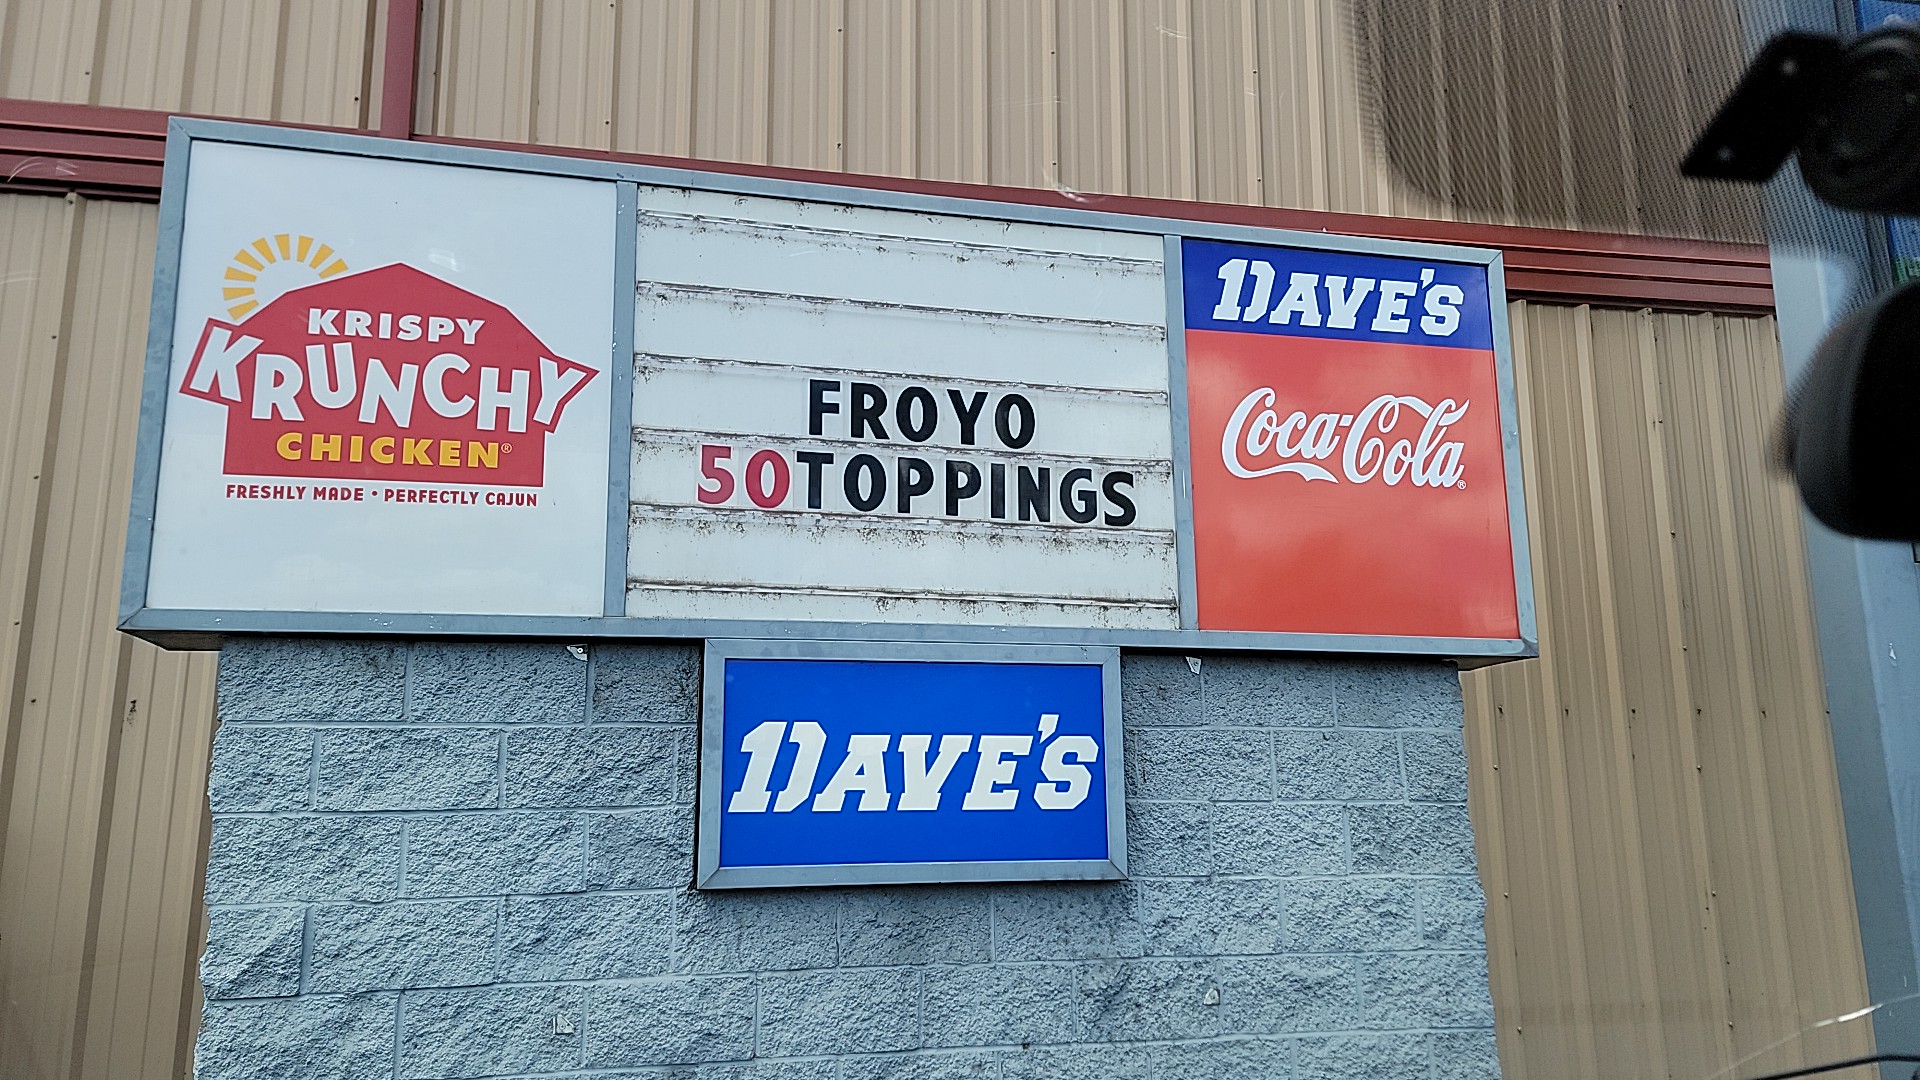 KRISPY
KRUNCHY
CHICKEN®
FRESHLY MADE • PERFECTLY CAJUN
FROYO
50TOPPINGS
DAVE'S
Coca-Cola®
DAVE'S